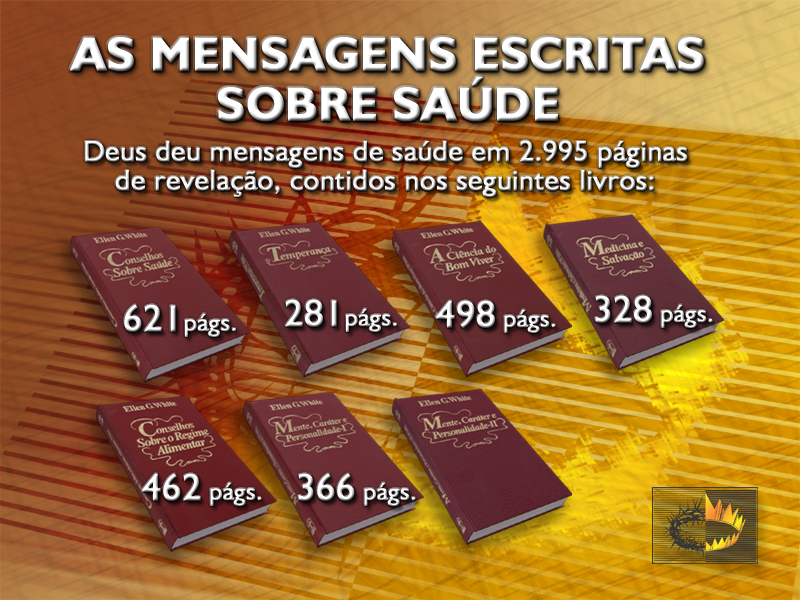 AS MENSAGENS ESCRITAS
SOBRE SAÚDE
Deus deu mensagens de saúde em 2.995 páginas
de revelação, contidos nos seguintes livros:
Ellen G. White
Conselhos
Sobre Saúde
621 págs.
Ellen G. White
Temperança
281 págs.
Ellen G. White
A Ciência do
Bom Viver
498 págs.
Medicina e
Salvação
328 págs.
Ellen G. White
Conselhos
Sobre o Regime
Alimentar
462 págs.
Ellen G. White
Mente, Caráter e
Personalidade-I
366 págs.
Ellen G. White
Mente, Caráter e
Personalidade-II